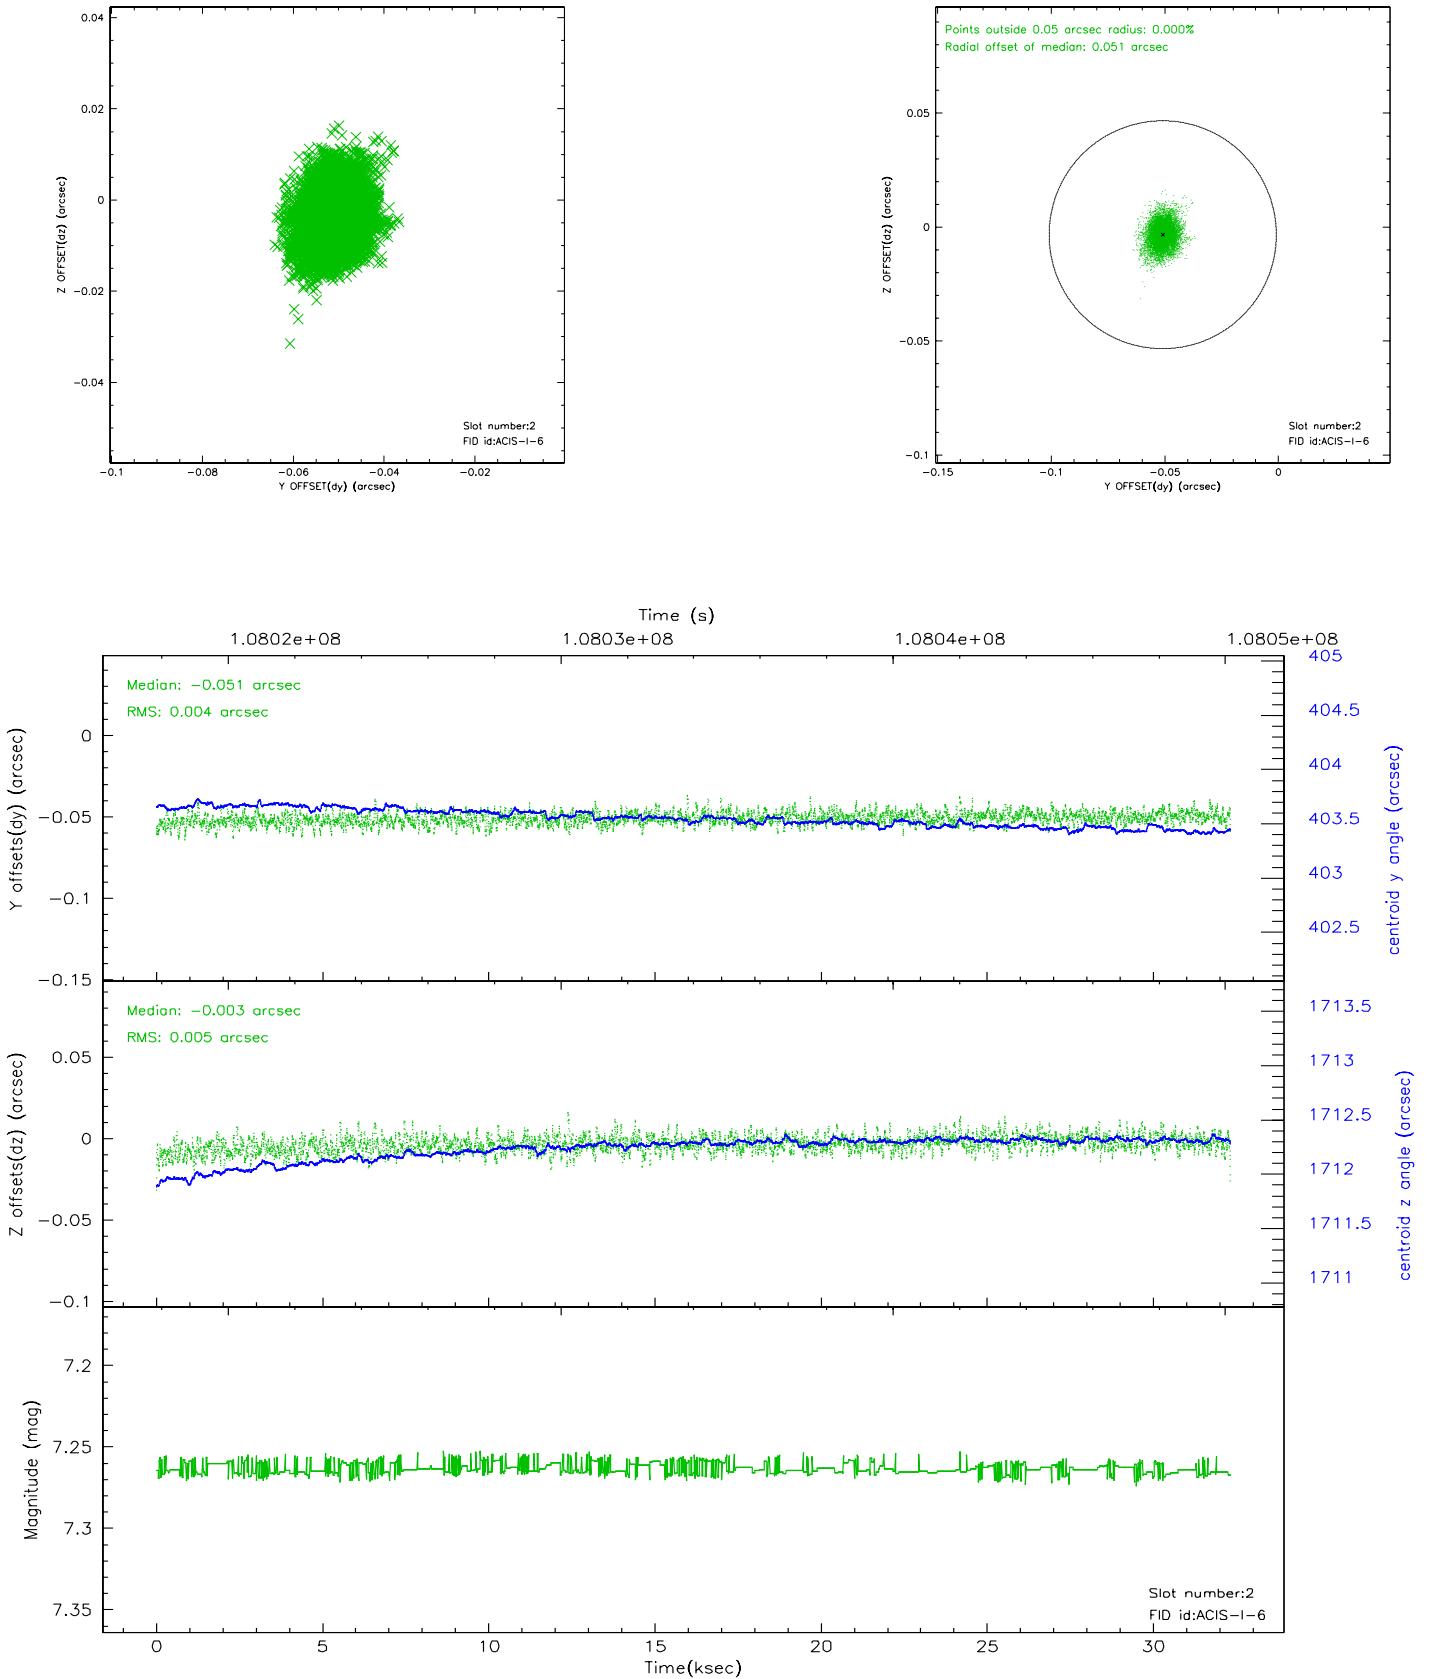 0.04
0.02
0
−0.02
−0.04
Z OFFSET(dz) (arcsec)
Slot number:2
FID id:ACIS−I−6
−0.1
−0.08
−0.06
−0.04
−0.02
Y OFFSET(dy) (arcsec)
Points outside 0.05 arcsec radius: 0.000%
Radial offset of median: 0.051 arcsec
0.05
0
−0.05
−0.1
Z OFFSET(dz) (arcsec)
Slot number:2
FID id:ACIS−I−6
−0.15
−0.1
−0.05
0
Y OFFSET(dy) (arcsec)
Time (s)
1.0802e+08
1.0803e+08
1.0804e+08
1.0805e+08
Median: −0.051 arcsec
RMS: 0.004 arcsec
0
−0.05
−0.1
−0.15
Y offsets(dy) (arcsec)
405
404.5
404
403.5
403
402.5
centroid y angle (arcsec)
Median: −0.003 arcsec
RMS: 0.005 arcsec
0.05
0
−0.05
−0.1
Z offsets(dz) (arcsec)
1713.5
1713
1712.5
1712
1711.5
1711
centroid z angle (arcsec)
7.2
7.25
7.3
7.35
Magnitude (mag)
Slot number:2
FID id:ACIS−I−6
0
5
10
15
20
25
30
Time(ksec)